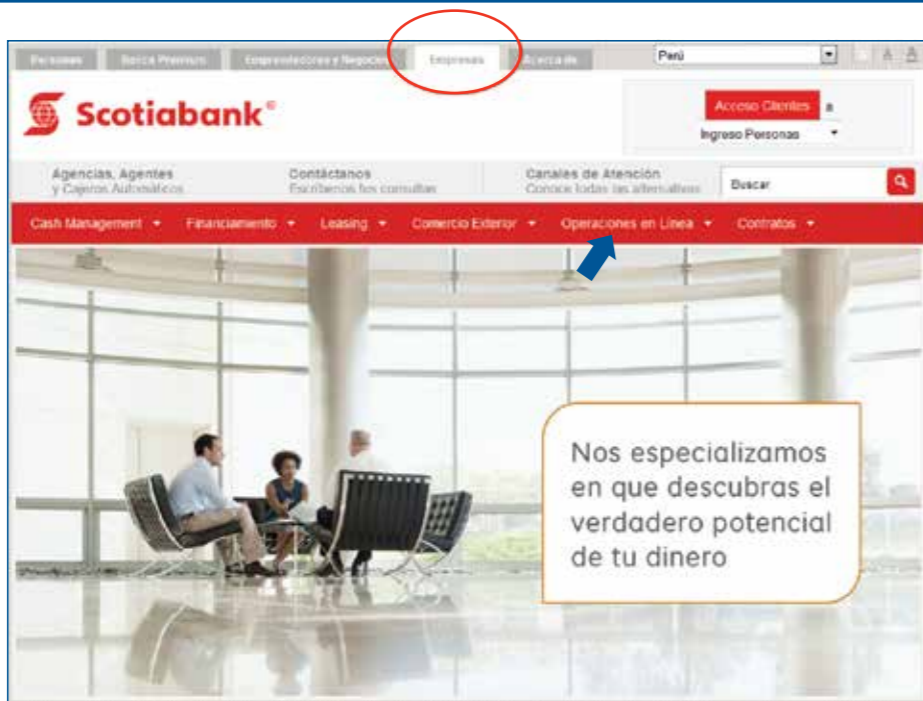 Personas Banca Premium Emprendedores y Negocios Empresas Acerca de Perú A A
Scotiabank®
Acceso Clientes
Ingreso Personas
Agencias, Agentes
y Cajeros Automáticos
Contáctanos
Escríbenos tus consultas
Canales de Atención
Conoce todas las alternativas
Buscar
Cash Management Financiamiento Leasing Comercio Exterior Operaciones en Línea Contratos
Nos especializamos
en que descubras el
verdadero potencial
de tu dinero